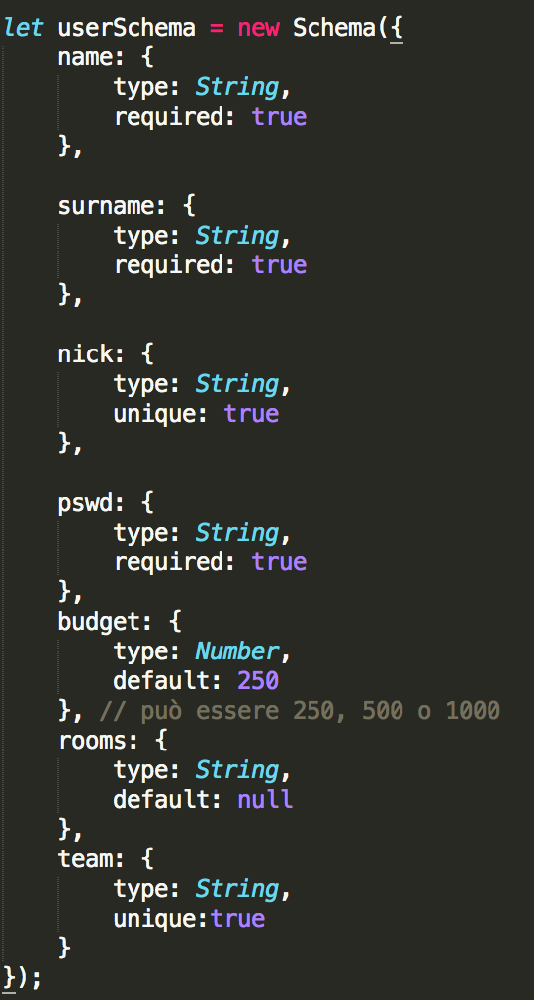 let userSchema = new Schema({
    name: {
        type: String,
        required: true
    },

    surname: {
        type: String,
        required: true
    },

    nick: {
        type: String,
        unique: true
    },

    pswd: {
        type: String,
        required: true
    },
    budget: {
        type: Number,
        default: 250
    }, // può essere 250, 500 o 1000
    rooms: {
        type: String,
        default: null
    },
    team: {
        type: String,
        unique:true
    }
});